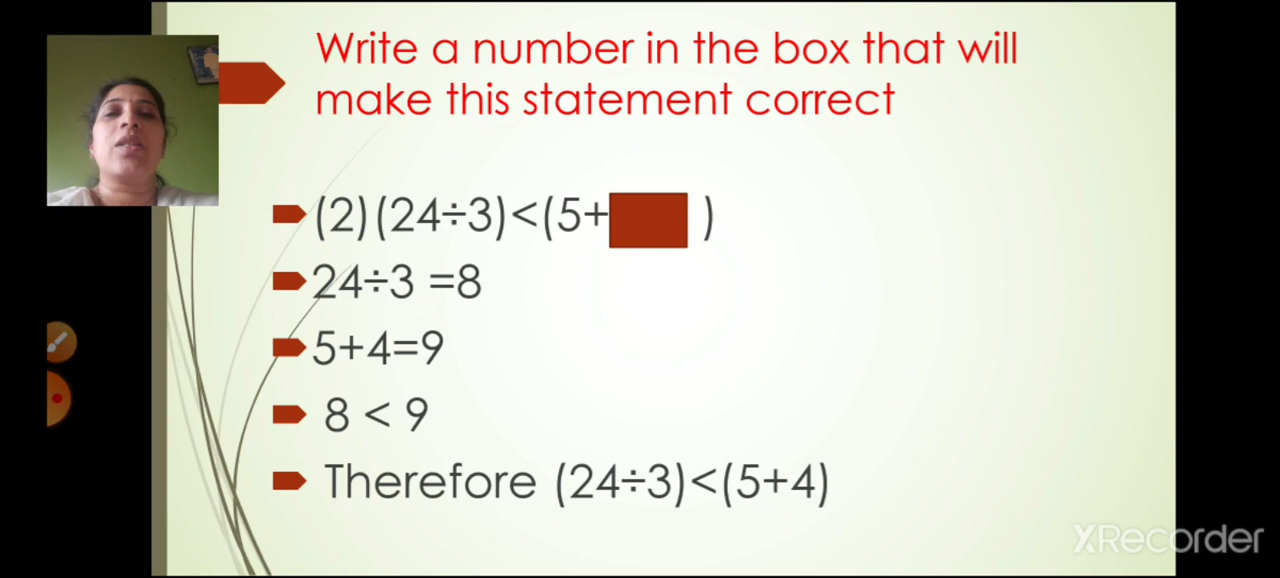 Write a number in the box that will
make this statement correct
(2)(24÷3)<(5+ )
24÷3 =8
5+4=9
8 < 9
Therefore (24÷3)<(5+4)
XRecorder